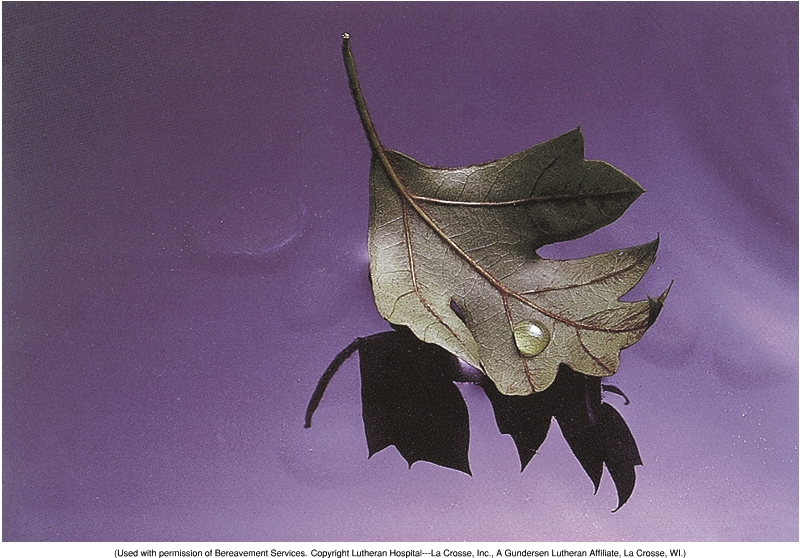 (Used with permission of Bereavement Services. Copyright Lutheran Hospital---La Crosse, Inc., A Gundersen Lutheran Affiliate, La Crosse, WI.)